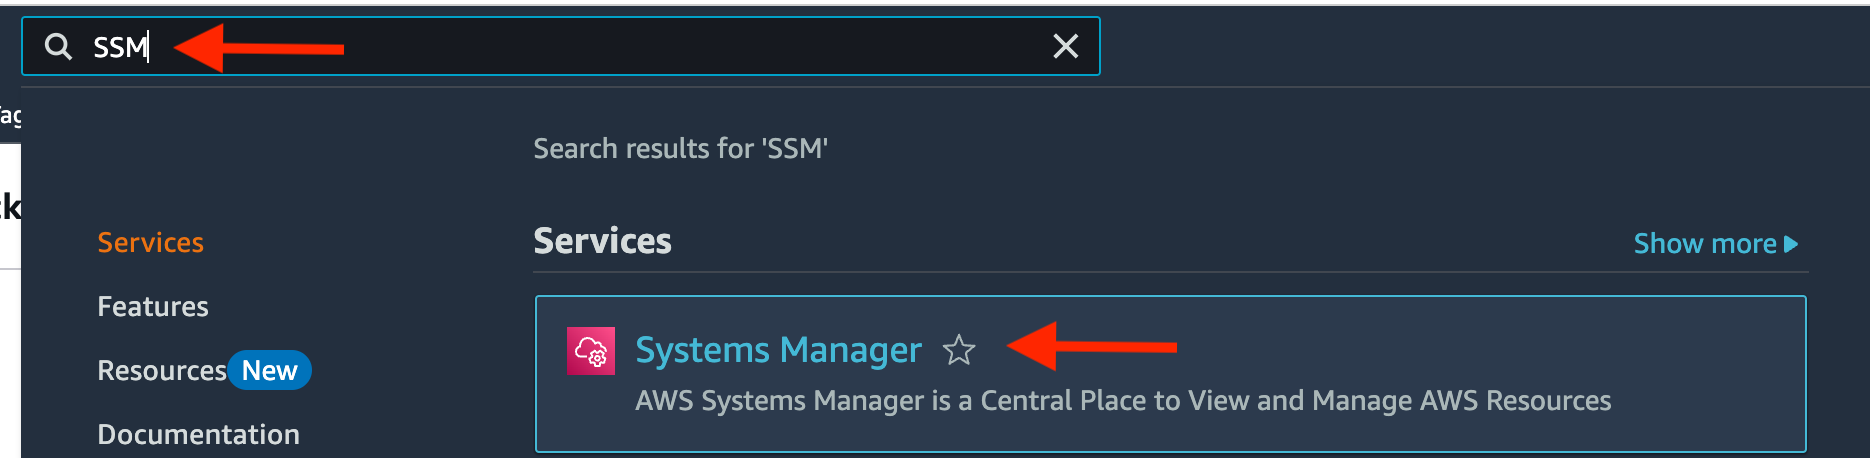 SSM
Search results for 'SSM'
Services
Features
Resources New
Documentation
Services
Show more
Systems Manager
AWS Systems Manager is a Central Place to View and Manage AWS Resources